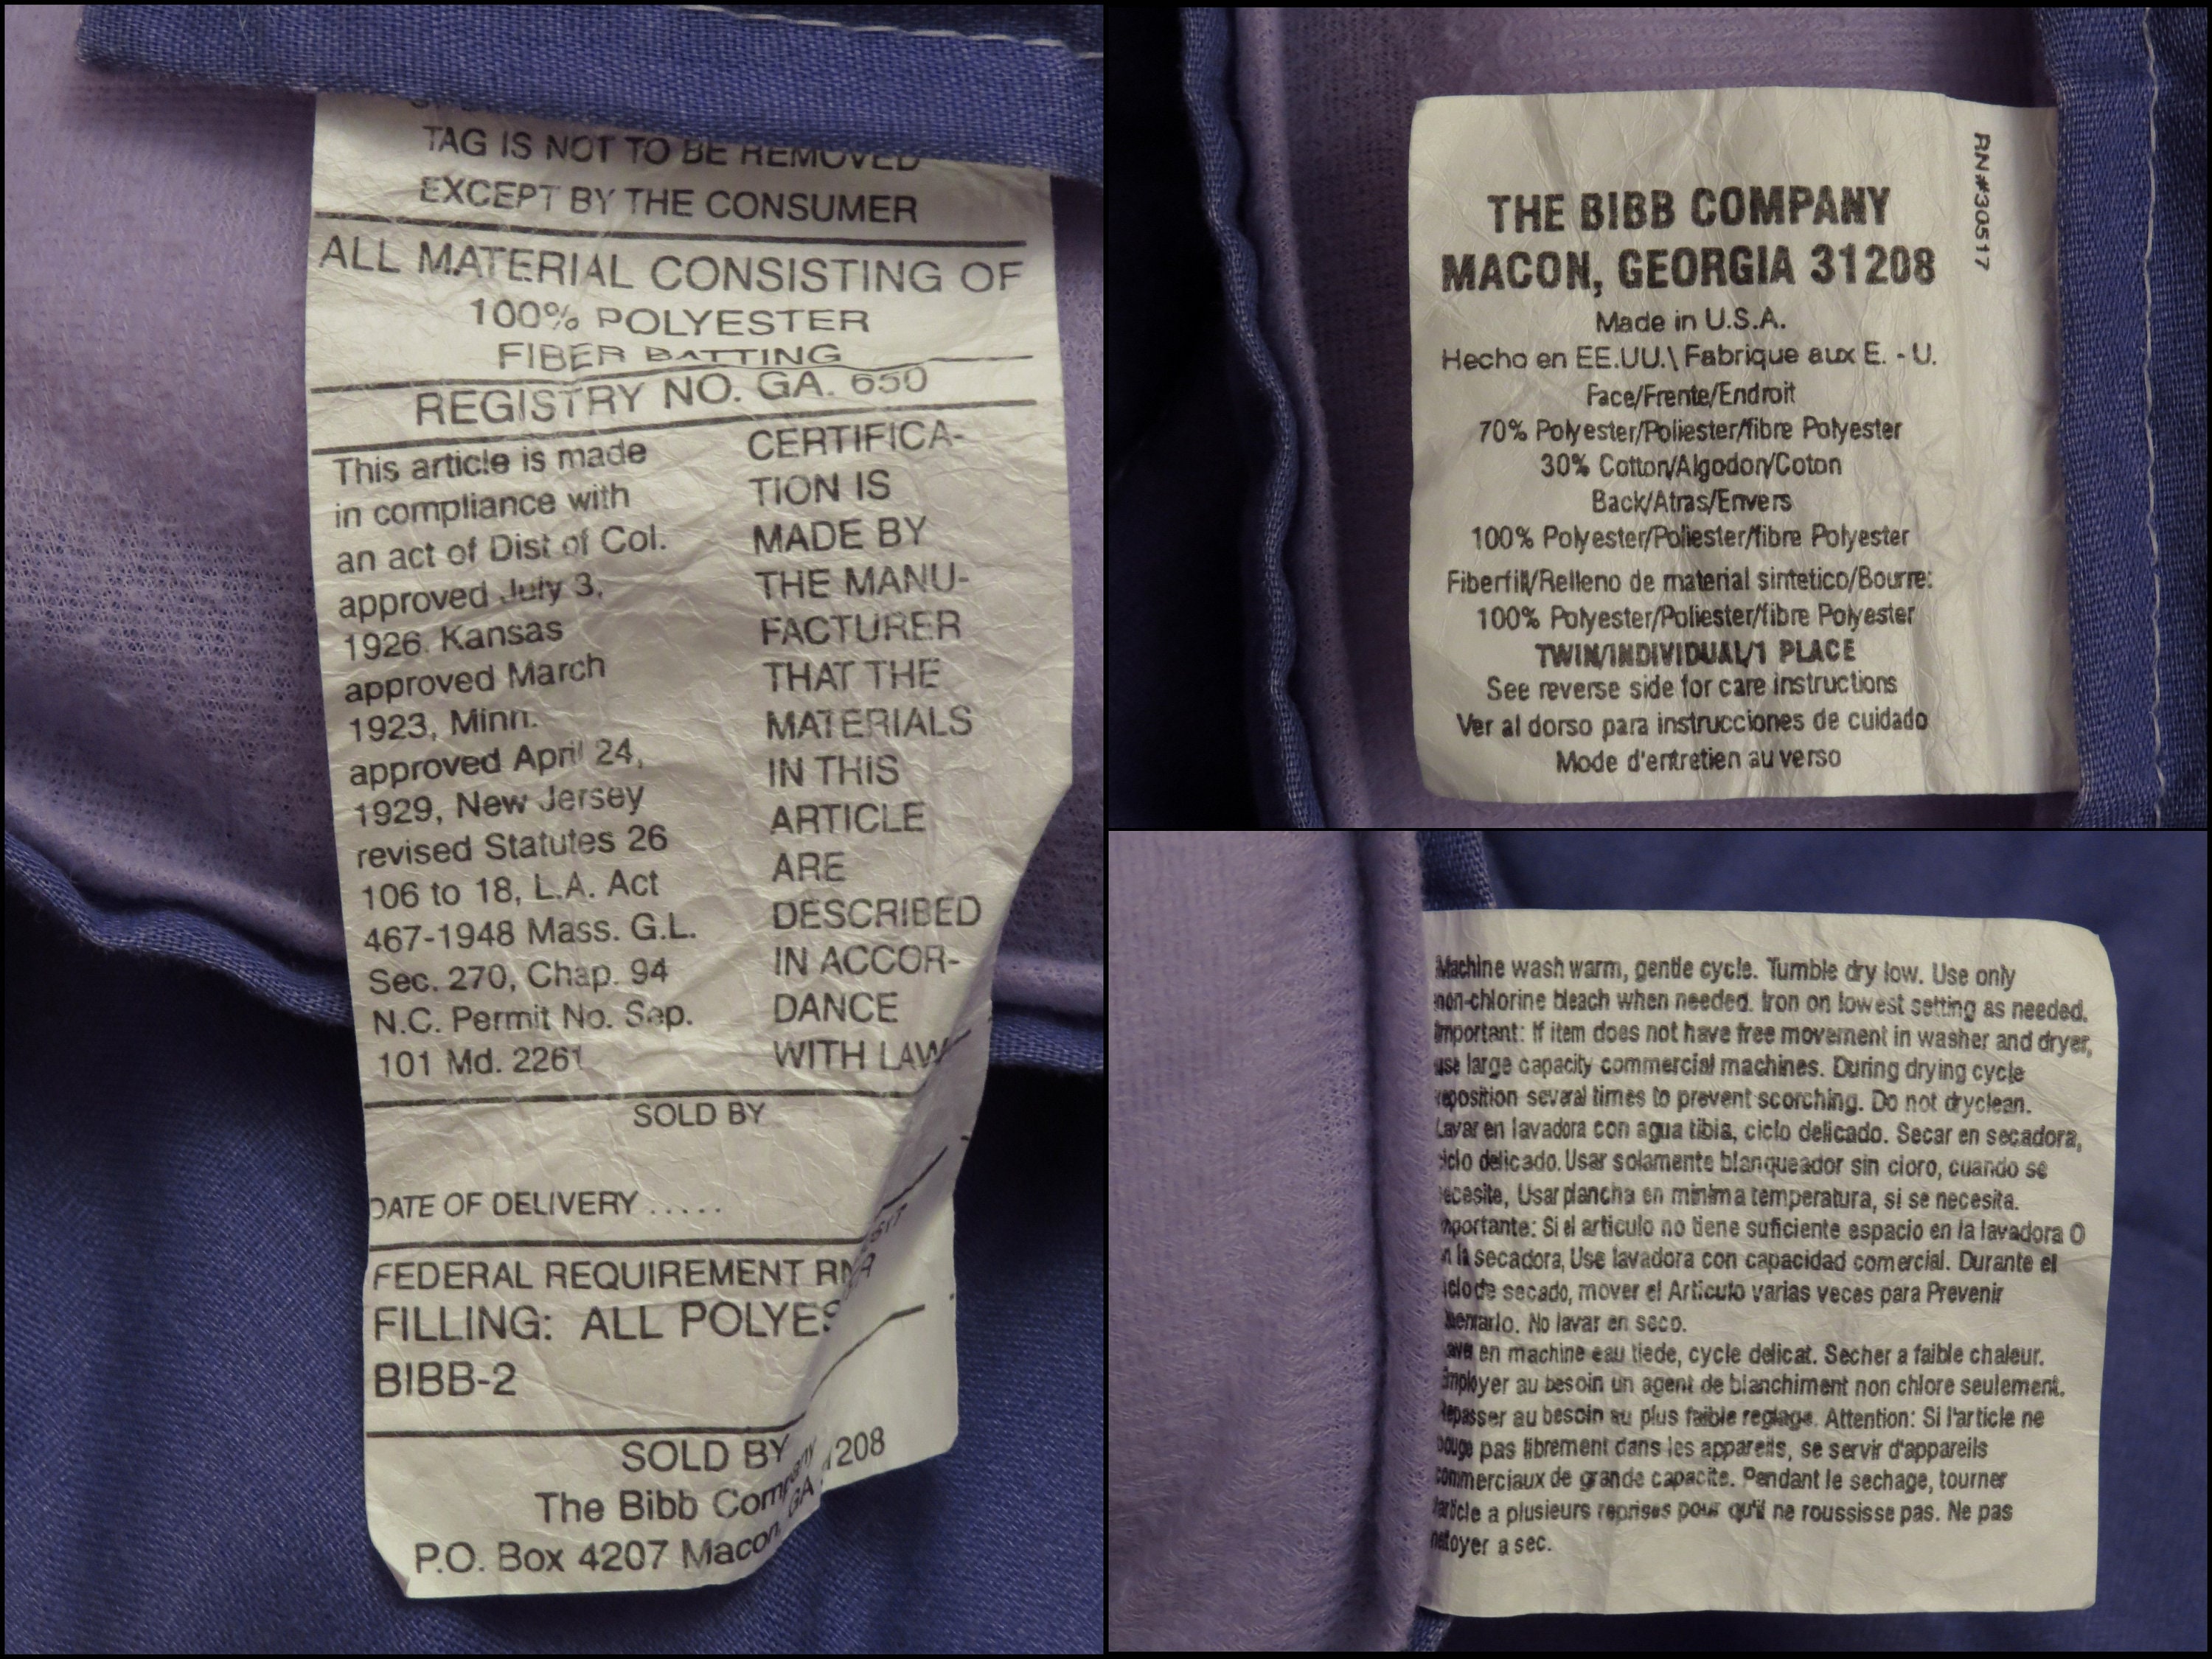 TAG IS NOT TO BE REMOVED
EXCEPT BY THE CONSUMER
ALL MATERIAL CONSISTING OF
100% POLYESTER
FIBER BATTING
REGISTRY NO. GA. 650
This article is made
in compliance with
an act of Dist of Col.
approved July 3,
1926. Kansas
approved March
1923, Minn.
approved April 24,
1929, New Jersey
revised Statutes 26
106 to 18, L.A. Act
467-1948 Mass. G.L.
Sec. 270, Chap. 94
N.C. Permit No. Sep.
101 Md. 2261
CERTIFICA-
TION IS
MADE BY
THE MANU-
FACTURER
THAT THE
MATERIALS
IN THIS
ARTICLE
ARE
DESCRIBED
IN ACCOR-
DANCE
WITH LAW
SOLD BY
DATE OF DELIVERY .....
FEDERAL REQUIREMENT
FILLING: ALL
BIBB-2
SOLD BY
The Bibb Company
P.O. Box 4207 Macon, GA
THE BIBB COMPANY
MACON, GEORGIA 31208
RN#30517
Made in U.S.A.
Hecho en EE.UU.\ Fabrique aux E. - U.
Face/Frente/Endroit
70% Polyester/Poliester/fibre Polyester
30% Cotton/Algodon/Coton
Back/Atras/Envers
100% Polyester/Poliester/fibre Polyester
Fiberfill/Relleno de material sintetico/Bourre:
100% Polyester/Poliester/fibre Polyester
TWIN/INDIVIDUAL/1 PLACE
See reverse side for care instructions
Ver al dorso para instrucciones de cuidado
Mode d'entretien au verso
Machine wash warm, gentle cycle. Tumble dry low. Use only
non-chlorine bleach when needed. Iron on lowest setting as needed.
Important: If item does not have free movement in washer and dryer,
use large capacity commercial machines. During drying cycle
reposition several times to prevent scorching. Do not dryclean.
Lavar en lavadora con agua tibia, ciclo delicado. Secar en secadora,
ciclo delicado. Usar solamente blanqueador sin cloro, cuando se
necesite, Usar plancha en minima temperatura, si se necesita.
mportante: Si el articulo no tiene suficiente espacio en la lavadora O
n la secadora, Use lavadora con capacidad comercial. Durante el
iclo de secado, mover el Articulo varias veces para Prevenir
No lavar en seco.
en machine eau tiede, cycle delicat. Secher a faible chaleur.
Employer au besoin un agent de blanchiment non chlore seulement.
Repasser au besoin au plus faible reglage. Attention: Si l'article ne
bouge pas librement dans les appareils, se servir d'appareils
commerciaux de grande capacite. Pendant le sechage, tourner
l'article a plusieurs reprises pour qu'il ne roussisse pas. Ne pas
nettoyer a sec.